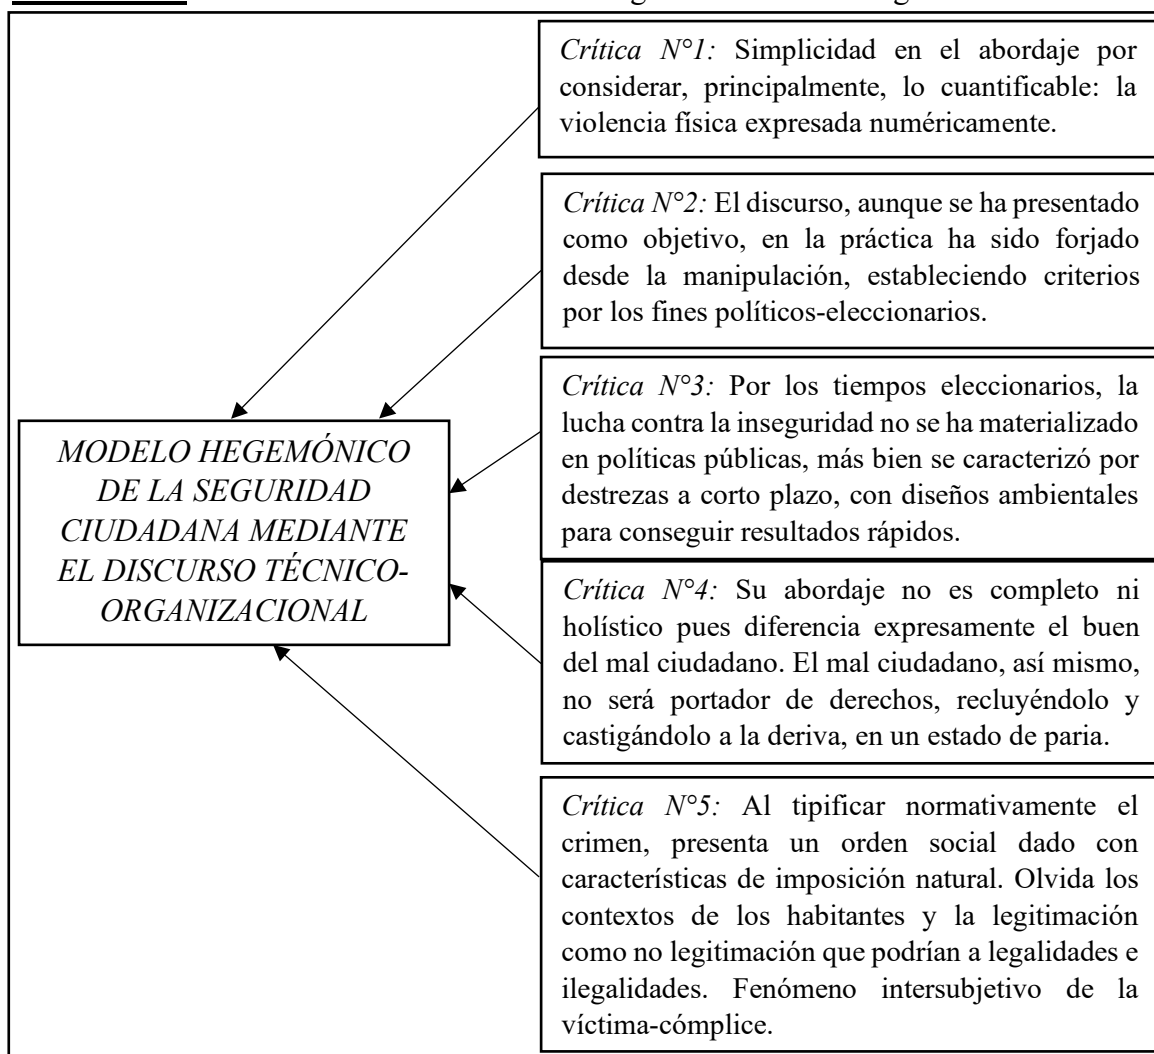 Crítica N°1: Simplicidad en el abordaje por
considerar, principalmente, lo cuantificable: la
violencia física expresada numéricamente.
Crítica N°2: El discurso, aunque se ha presentado
como objetivo, en la práctica ha sido forjado
desde la manipulación, estableciendo criterios
por los fines políticos-eleccionarios.
Crítica N°3: Por los tiempos eleccionarios, la
lucha contra la inseguridad no se ha materializado
en políticas públicas, más bien se caracterizó por
destrezas a corto plazo, con diseños ambientales
para conseguir resultados rápidos.
MODELO HEGEMÓNICO
DE LA SEGURIDAD
CIUDADANA MEDIANTE
EL DISCURSO TÉCNICO-
ORGANIZACIONAL
Crítica N°4: Su abordaje no es completo ni
holístico pues diferencia expresamente el buen
del mal ciudadano. El mal ciudadano, así mismo,
no será portador de derechos, recluyéndolo y
castigándolo a la deriva, en un estado de paria.
Crítica N°5: Al tipificar normativamente el
crimen, presenta un orden social dado con
características de imposición natural. Olvida los
contextos de los habitantes y la legitimación
como no legitimación que podrían a legalidades e
ilegalidades. Fenómeno intersubjetivo de la
víctima-cómplice.